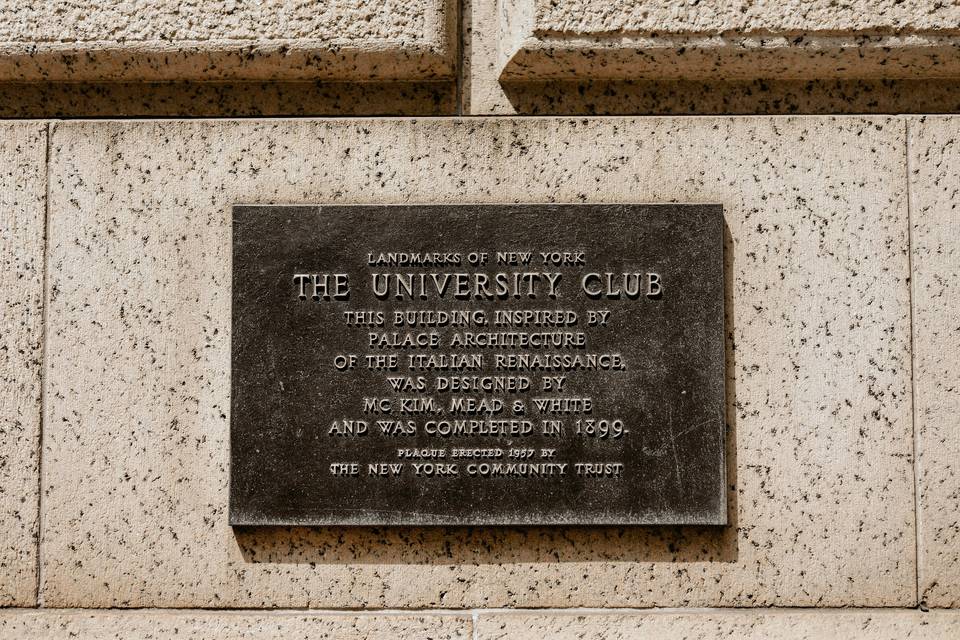 LANDMARKS OF NEW YORK
THE UNIVERSITY CLUB
THIS BUILDING, INSPIRED BY
PALACE ARCHITECTURE
OF THE ITALIAN RENAISSANCE,
WAS DESIGNED BY
MC KIM, MEAD & WHITE
AND WAS COMPLETED IN 1899.
PLAQUE ERECTED 1957 BY
THE NEW YORK COMMUNITY TRUST